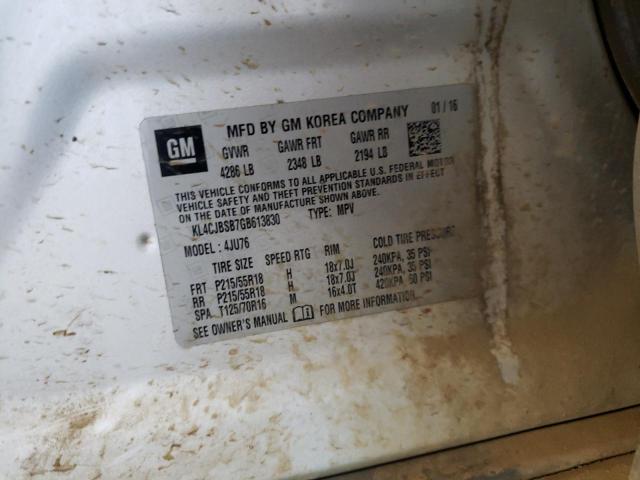 GM
MFD BY GM KOREA COMPANY 01/16
GVWR GAWR FRT GAWR RR
4286 LB 2348 LB 2194 LB
THIS VEHICLE CONFORMS TO ALL APPLICABLE U.S. FEDERAL MOTOR
VEHICLE SAFETY AND THEFT PREVENTION STANDARDS IN EFFECT
ON THE DATE OF MANUFACTURE SHOWN ABOVE.
KL4CJBSB7GB613830 TYPE: MPV
MODEL: 4JU76
TIRE SIZE SPEED RTG RIM COLD TIRE PRESSURE
FRT P215/55R18 H 18x7.0J 240KPA, 35 PSI
RR P215/55R18 H 18x7.0J 240KPA, 35 PSI
SPA T125/70R16 M 16x4.0T 420KPA, 60 PSI
SEE OWNER'S MANUAL FOR MORE INFORMATION.